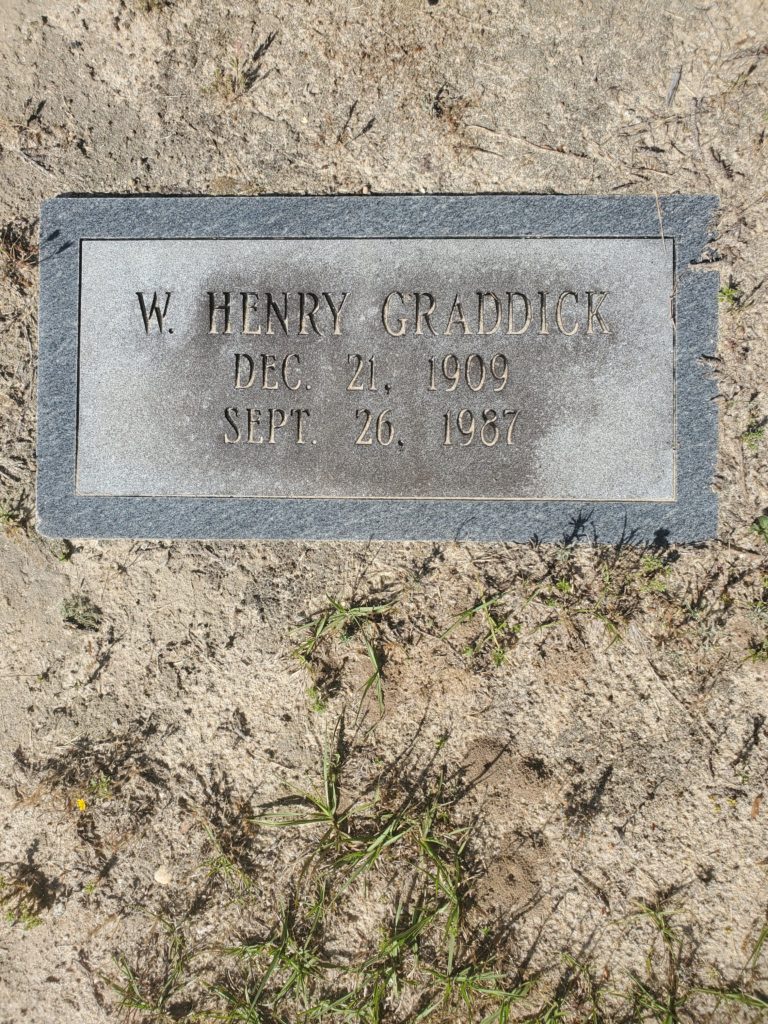 W. HENRY GRADDICK
DEC. 21, 1909
SEPT. 26, 1987